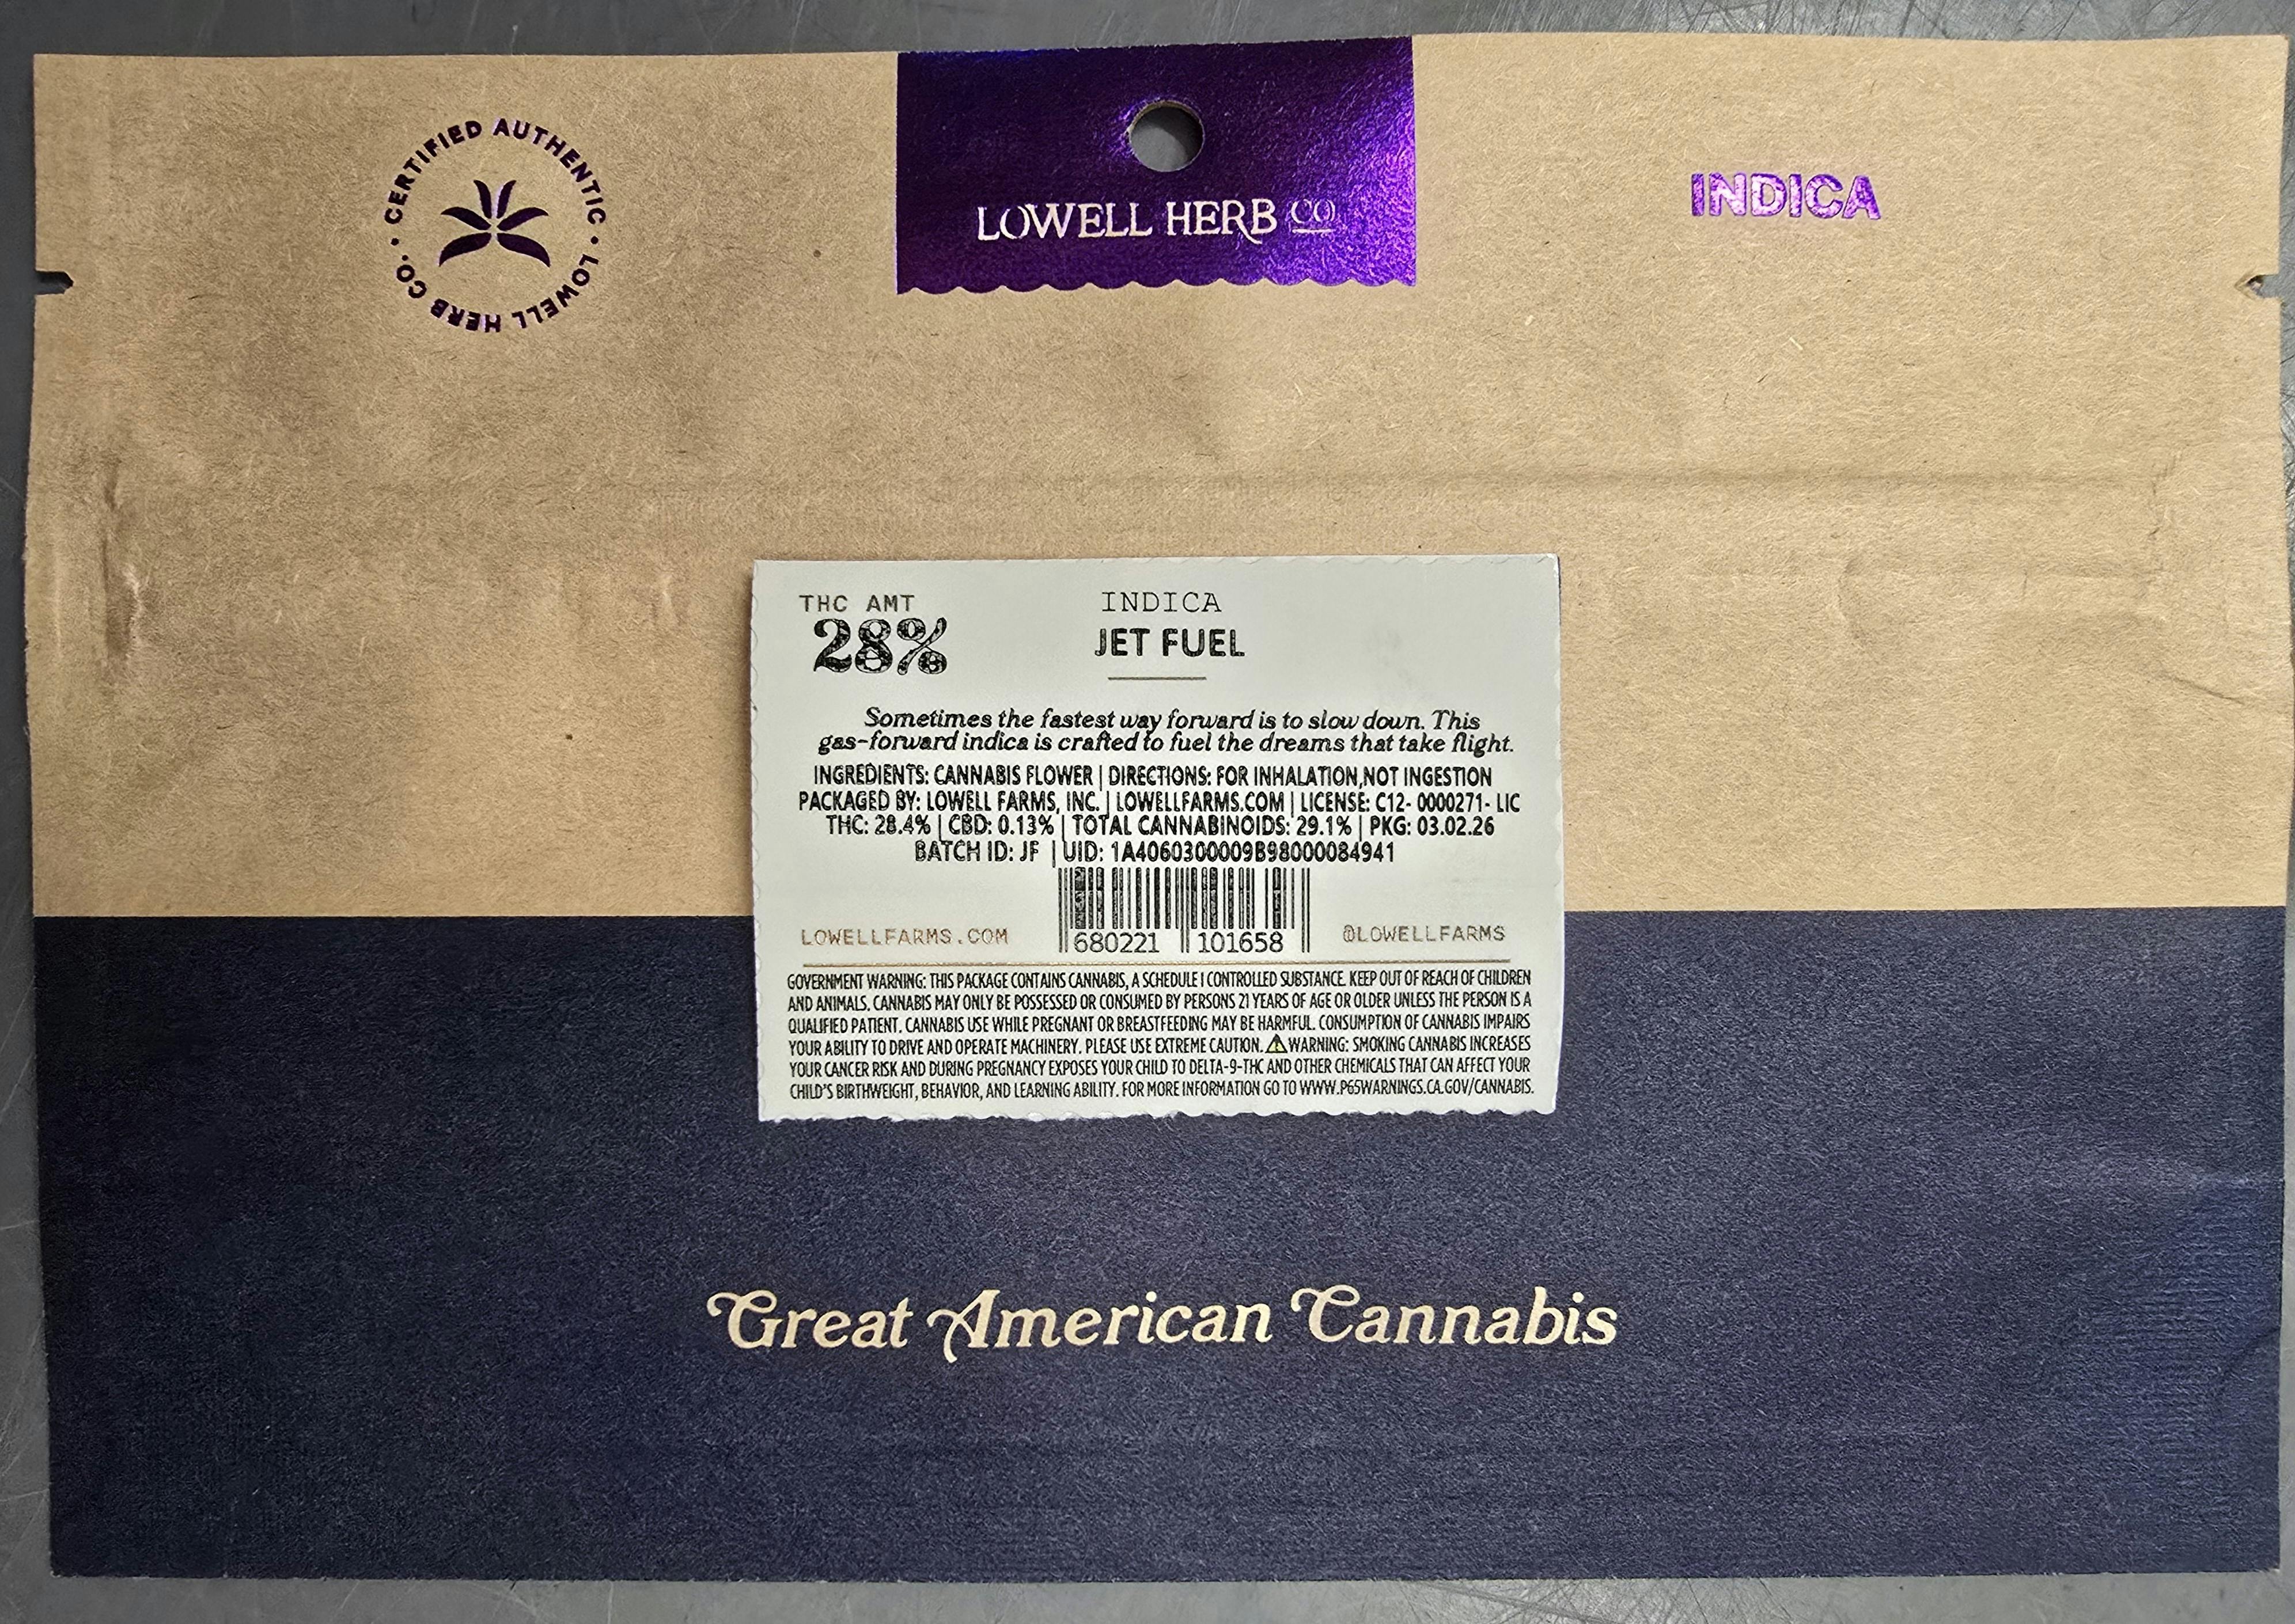 CERTIFIED AUTHENTIC • LOWELL HERB CO. •
LOWELL HERB CO
INDICA
THC AMT
28%
INDICA
JET FUEL
Sometimes the fastest way forward is to slow down. This
gas-forward indica is crafted to fuel the dreams that take flight.
INGREDIENTS: CANNABIS FLOWER | DIRECTIONS: FOR INHALATION,NOT INGESTION
PACKAGED BY: LOWELL FARMS, INC. | LOWELLFARMS.COM | LICENSE: C12- 0000271- LIC
THC: 28.4% | CBD: 0.13% | TOTAL CANNABINOIDS: 29.1% | PKG: 03.02.26
BATCH ID: JF | UID: 1A4060300009B98000084941
LOWELLFARMS.COM
680221 101658
@LOWELLFARMS
GOVERNMENT WARNING: THIS PACKAGE CONTAINS CANNABIS, A SCHEDULE I CONTROLLED SUBSTANCE. KEEP OUT OF REACH OF CHILDREN
AND ANIMALS. CANNABIS MAY ONLY BE POSSESSED OR CONSUMED BY PERSONS 21 YEARS OF AGE OR OLDER UNLESS THE PERSON IS A
QUALIFIED PATIENT. CANNABIS USE WHILE PREGNANT OR BREASTFEEDING MAY BE HARMFUL. CONSUMPTION OF CANNABIS IMPAIRS
YOUR ABILITY TO DRIVE AND OPERATE MACHINERY. PLEASE USE EXTREME CAUTION. ⚠ WARNING: SMOKING CANNABIS INCREASES
YOUR CANCER RISK AND DURING PREGNANCY EXPOSES YOUR CHILD TO DELTA-9-THC AND OTHER CHEMICALS THAT CAN AFFECT YOUR
CHILD'S BIRTHWEIGHT, BEHAVIOR, AND LEARNING ABILITY. FOR MORE INFORMATION GO TO WWW.P65WARNINGS.CA.GOV/CANNABIS.
Great American Cannabis